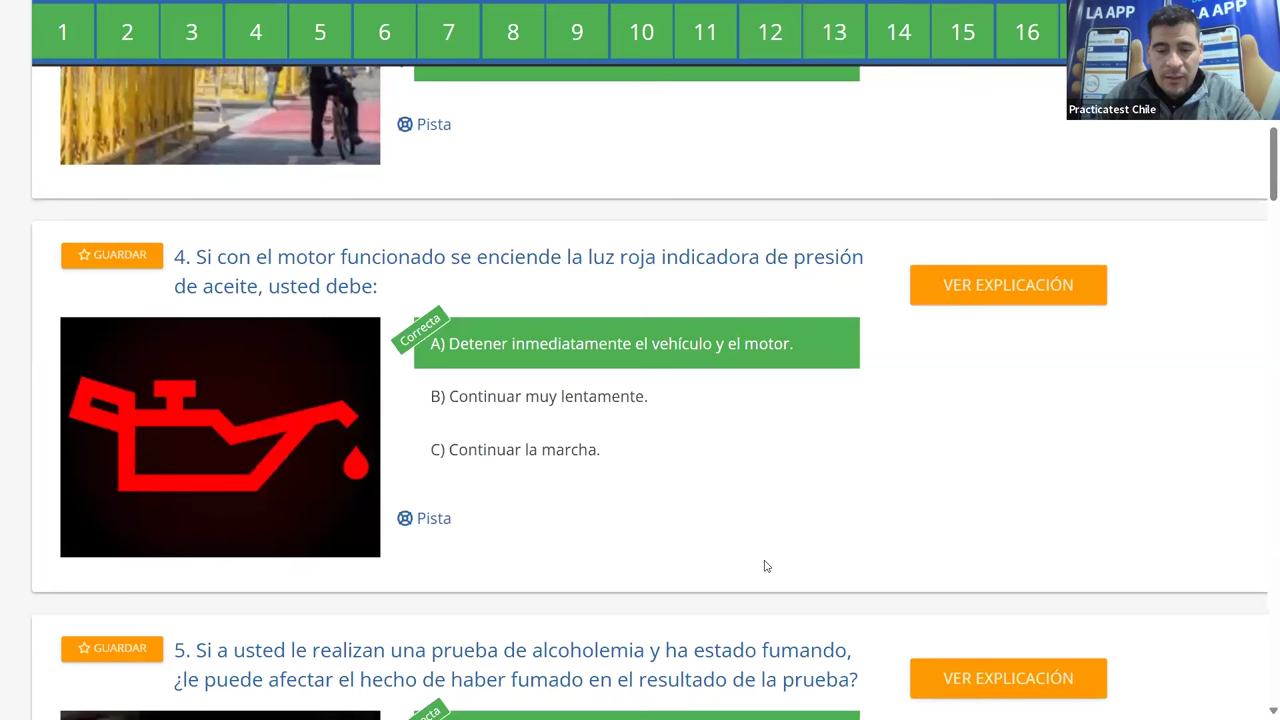 1 2 3 4 5 6 7 8 9 10 11 12 13 14 15 16
LA APP
LA APP
Practicatest Chile
Pista
GUARDAR
4. Si con el motor funcionado se enciende la luz roja indicadora de presión
de aceite, usted debe:
VER EXPLICACIÓN
Correcta
A) Detener inmediatamente el vehículo y el motor.
B) Continuar muy lentamente.
C) Continuar la marcha.
Pista
GUARDAR
5. Si a usted le realizan una prueba de alcoholemia y ha estado fumando,
¿le puede afectar el hecho de haber fumado en el resultado de la prueba?
VER EXPLICACIÓN